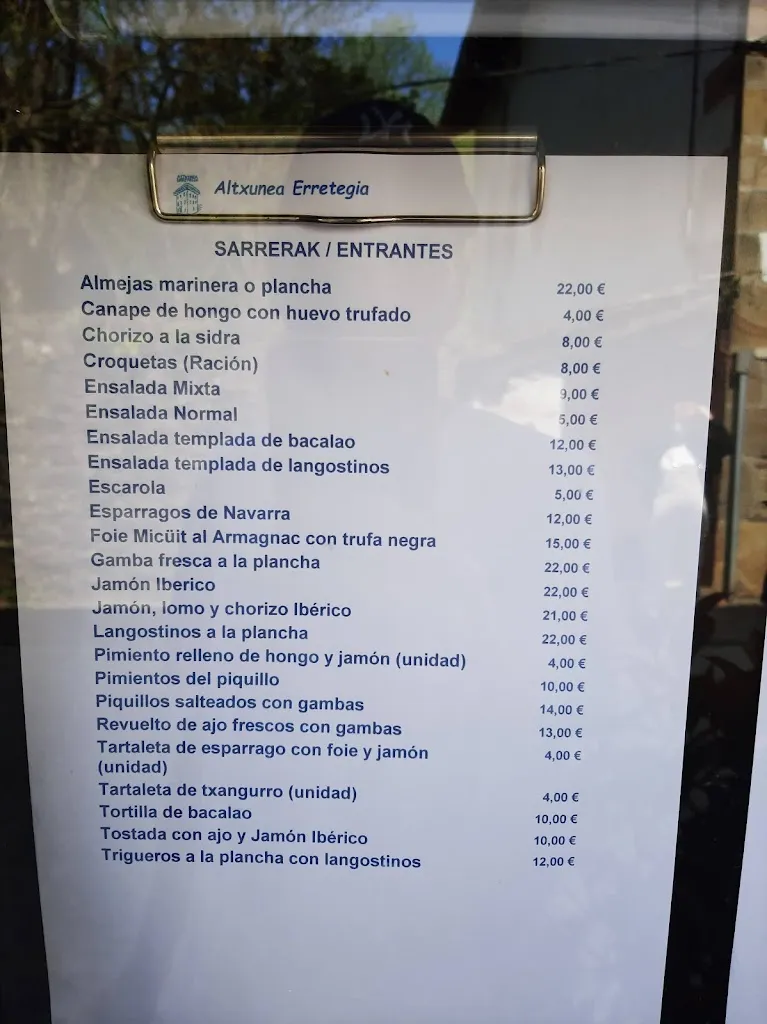 Altxunea Erretegia
SARRERAK / ENTRANTES
Almejas marinera o plancha 22,00 €
Canape de hongo con huevo trufado 4,00 €
Chorizo a la sidra 8,00 €
Croquetas (Ración) 8,00 €
Ensalada Mixta 9,00 €
Ensalada Normal 5,00 €
Ensalada templada de bacalao 12,00 €
Ensalada templada de langostinos 13,00 €
Escarola 5,00 €
Esparragos de Navarra 12,00 €
Foie Micüit al Armagnac con trufa negra 15,00 €
Gamba fresca a la plancha 22,00 €
Jamón Iberico 22,00 €
Jamón, lomo y chorizo Ibérico 21,00 €
Langostinos a la plancha 22,00 €
Pimiento relleno de hongo y jamón (unidad) 4,00 €
Pimientos del piquillo 10,00 €
Piquillos salteados con gambas 14,00 €
Revuelto de ajo frescos con gambas 13,00 €
Tartaleta de esparrago con foie y jamón 4,00 €
(unidad)
Tartaleta de txangurro (unidad) 4,00 €
Tortilla de bacalao 10,00 €
Tostada con ajo y Jamón Ibérico 10,00 €
Trigueros a la plancha con langostinos 12,00 €